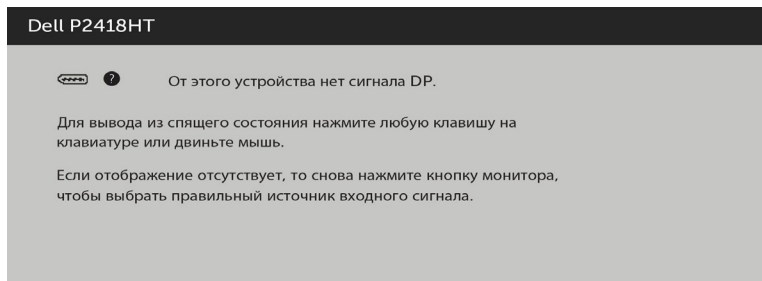 Dell P2418HT
От этого устройства нет сигнала DP.
Для вывода из спящего состояния нажмите любую клавишу на
клавиатуре или двиньте мышь.
Если отображение отсутствует, то снова нажмите кнопку монитора,
чтобы выбрать правильный источник входного сигнала.